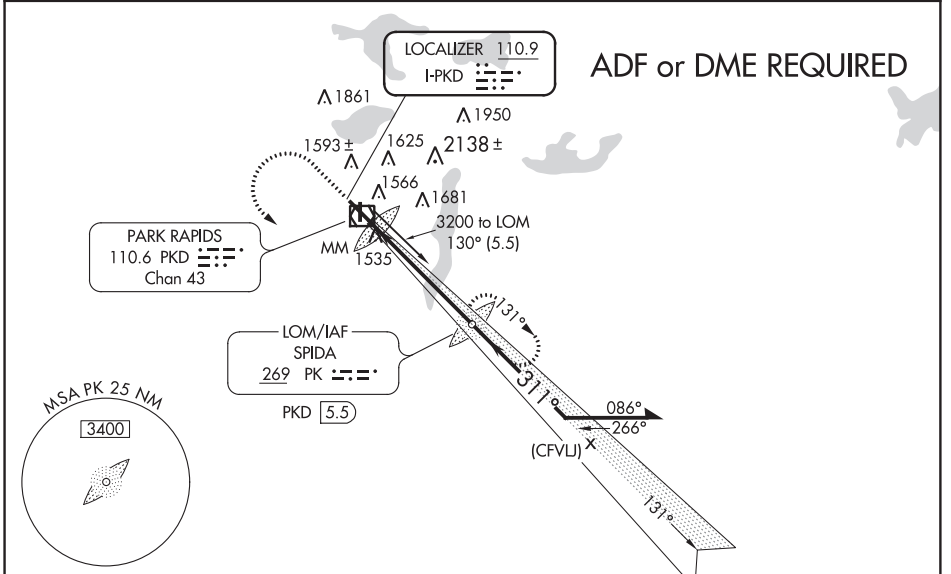 LOCALIZER 110.9
I-PKD
ADF or DME REQUIRED
1861
1950
1593 ±
1625
2138 ±
1566
1681
3200 to LOM
130° (5.5)
PARK RAPIDS
110.6 PKD
Chan 43
MM
1535
LOM/IAF
SPIDA
269 PK
PKD 5.5
131°
311°
086°
266°
(CFVLJ) x
131°
MSA PK 25 NM
3400